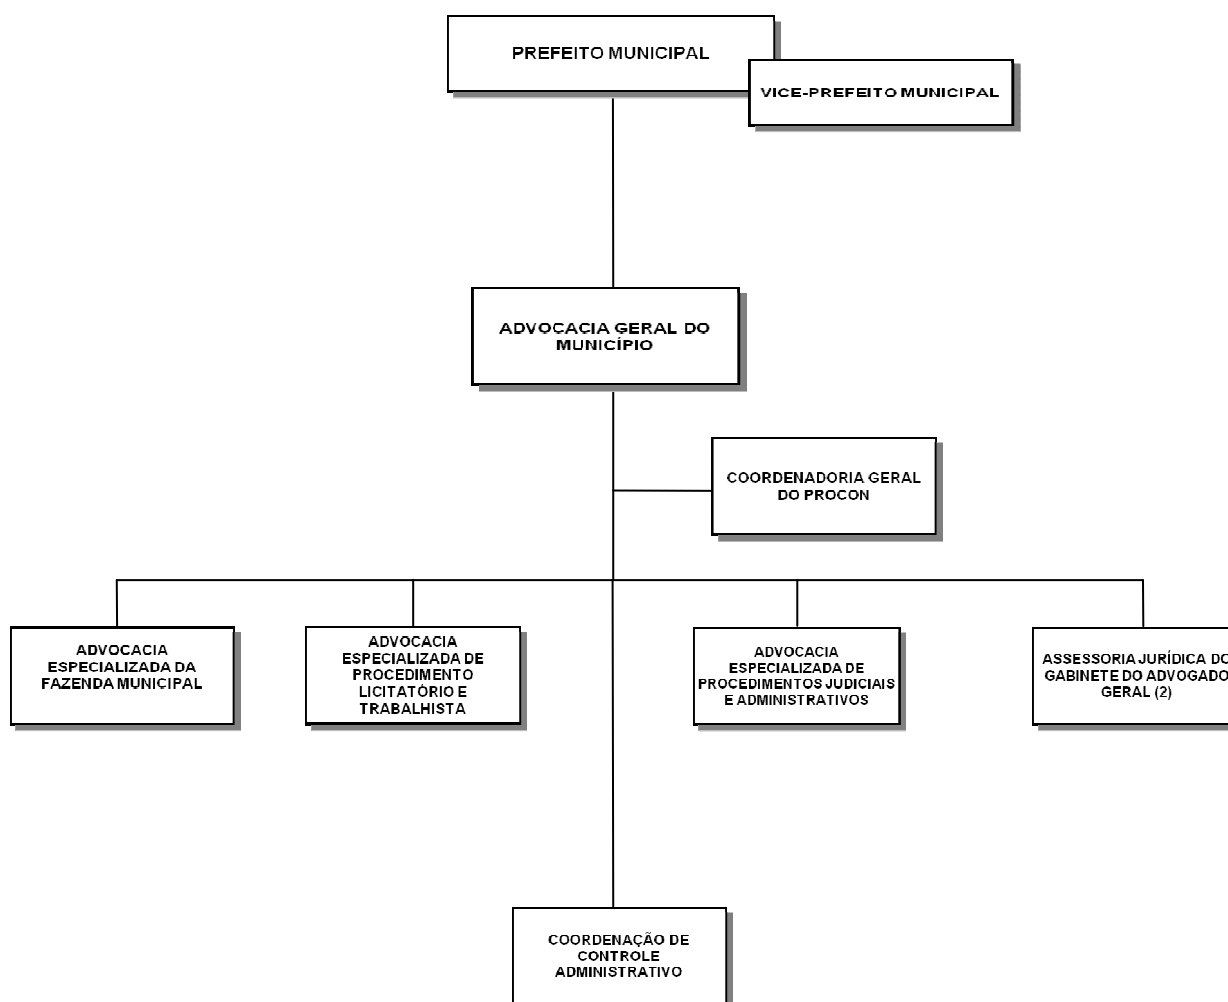 PREFEITO MUNICIPAL
VICE-PREFEITO MUNICIPAL
ADVOCACIA GERAL DO
MUNICÍPIO
COORDENADORIA GERAL
DO PROCON
ADVOCACIA
ESPECIALIZADA DA
FAZENDA MUNICIPAL
ADVOCACIA
ESPECIALIZADA DE
PROCEDIMENTO
LICITATÓRIO E
TRABALHISTA
ADVOCACIA
ESPECIALIZADA DE
PROCEDIMENTOS JUDICIAIS
E ADMINISTRATIVOS
ASSESSORIA JURÍDICA DO
GABINETE DO ADVOGADO
GERAL (2)
COORDENAÇÃO DE
CONTROLE
ADMINISTRATIVO